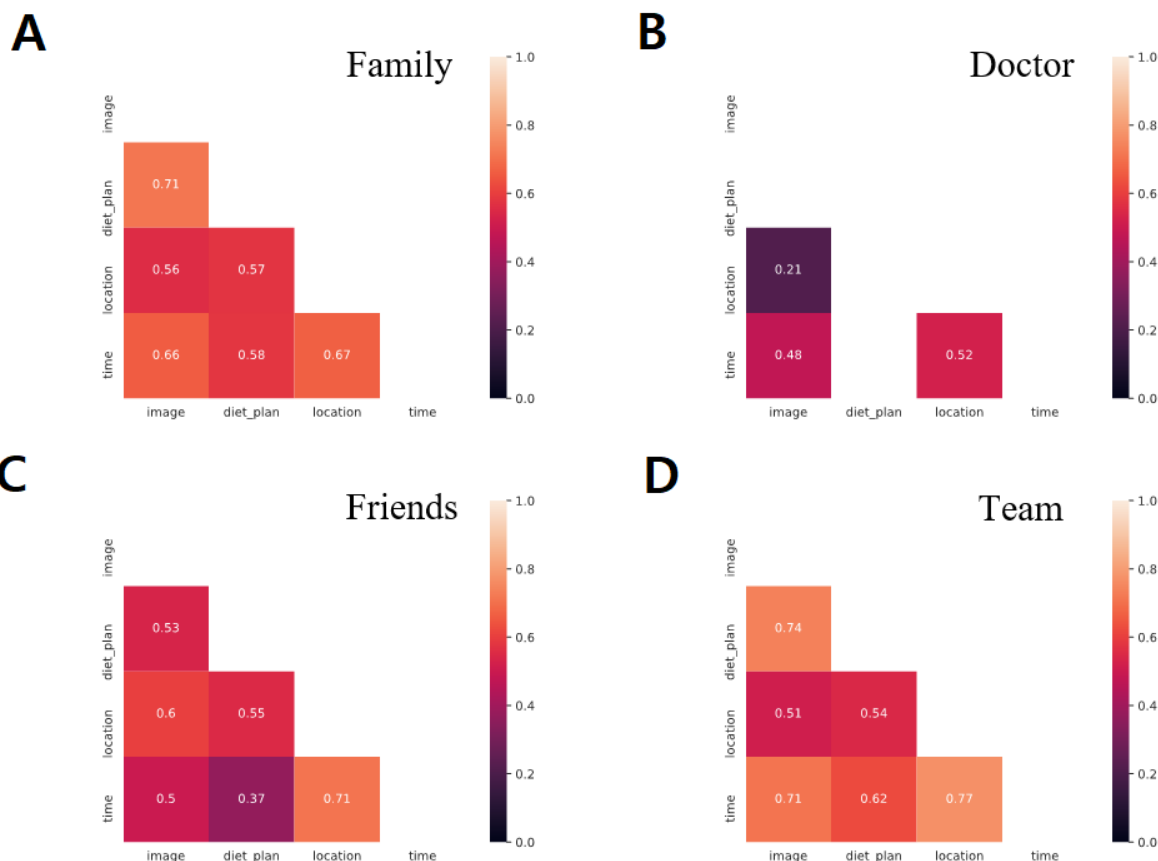 A
Family
1.0
image
0.8
diet_plan
0.71
0.6
location
0.56 0.57
0.4
0.2
time
0.66 0.58 0.67
0.0
image diet_plan location time
B
Doctor
1.0
image
0.8
diet_plan
0.6
location
0.21
0.4
0.2
time
0.48 0.52
0.0
image diet_plan location time
C
Friends
1.0
image
0.8
diet_plan
0.53
0.6
location
0.6 0.55
0.4
0.2
time
0.5 0.37 0.71
0.0
image diet_plan location time
D
Team
1.0
image
0.8
diet_plan
0.74
0.6
location
0.51 0.54
0.4
0.2
time
0.71 0.62 0.77
0.0
image diet_plan location time